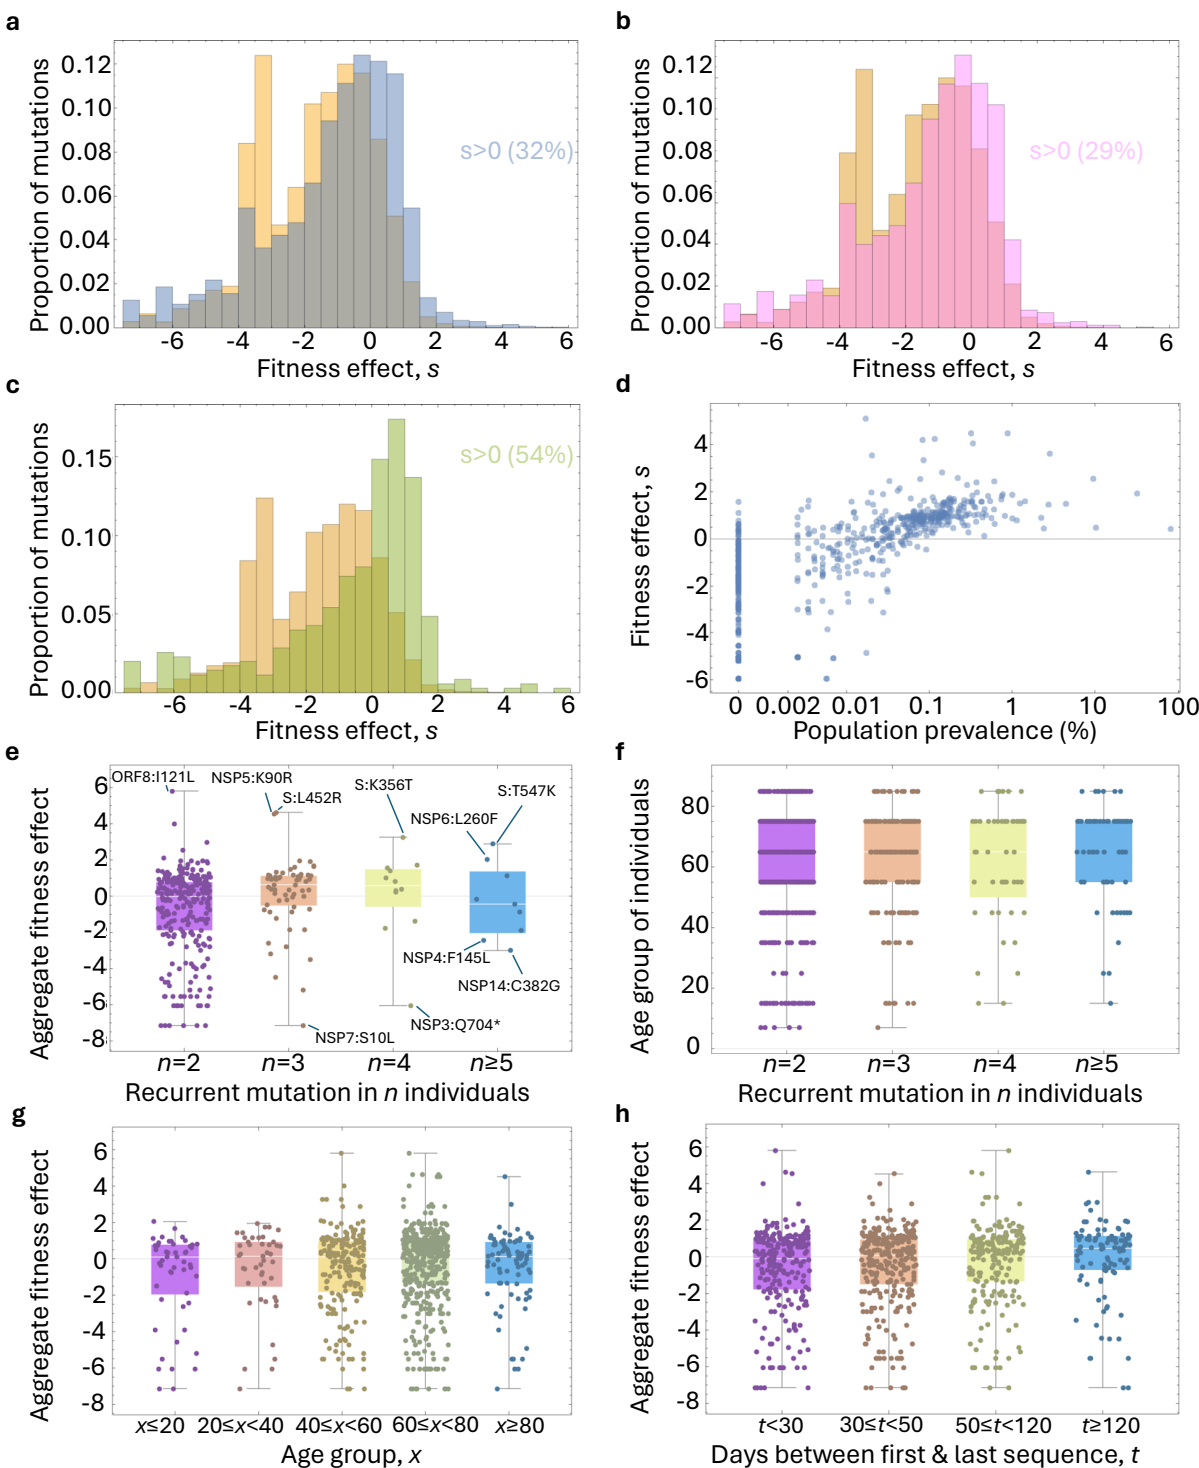 a
Proportion of mutations
0.12
0.10
0.08
0.06
0.04
0.02
0.00
s>0 (32%)
-6 -4 -2 0 2 4 6
Fitness effect, s
b
Proportion of mutations
0.12
0.10
0.08
0.06
0.04
0.02
0.00
s>0 (29%)
-6 -4 -2 0 2 4 6
Fitness effect, s
c
Proportion of mutations
0.15
0.10
0.05
0.00
s>0 (54%)
-6 -4 -2 0 2 4 6
Fitness effect, s
d
Fitness effect, s
4
2
0
-2
-4
-6
0 0.002 0.01 0.1 1 10 100
Population prevalence (%)
e
Aggregate fitness effect
6
4
2
0
-2
-4
-6
-8
ORF8:I121L
NSP5:K90R
S:L452R
S:K356T
S:T547K
NSP6:L260F
NSP4:F145L
NSP14:C382G
NSP3:Q704*
NSP7:S10L
n=2 n=3 n=4 n≥5
Recurrent mutation in n individuals
f
Age group of individuals
80
60
40
20
0
n=2 n=3 n=4 n≥5
Recurrent mutation in n individuals
g
Aggregate fitness effect
6
4
2
0
-2
-4
-6
-8
x≤20 20≤x<40 40≤x<60 60≤x<80 x≥80
Age group, x
h
Aggregate fitness effect
6
4
2
0
-2
-4
-6
-8
t<30 30≤t<50 50≤t<120 t≥120
Days between first & last sequence, t